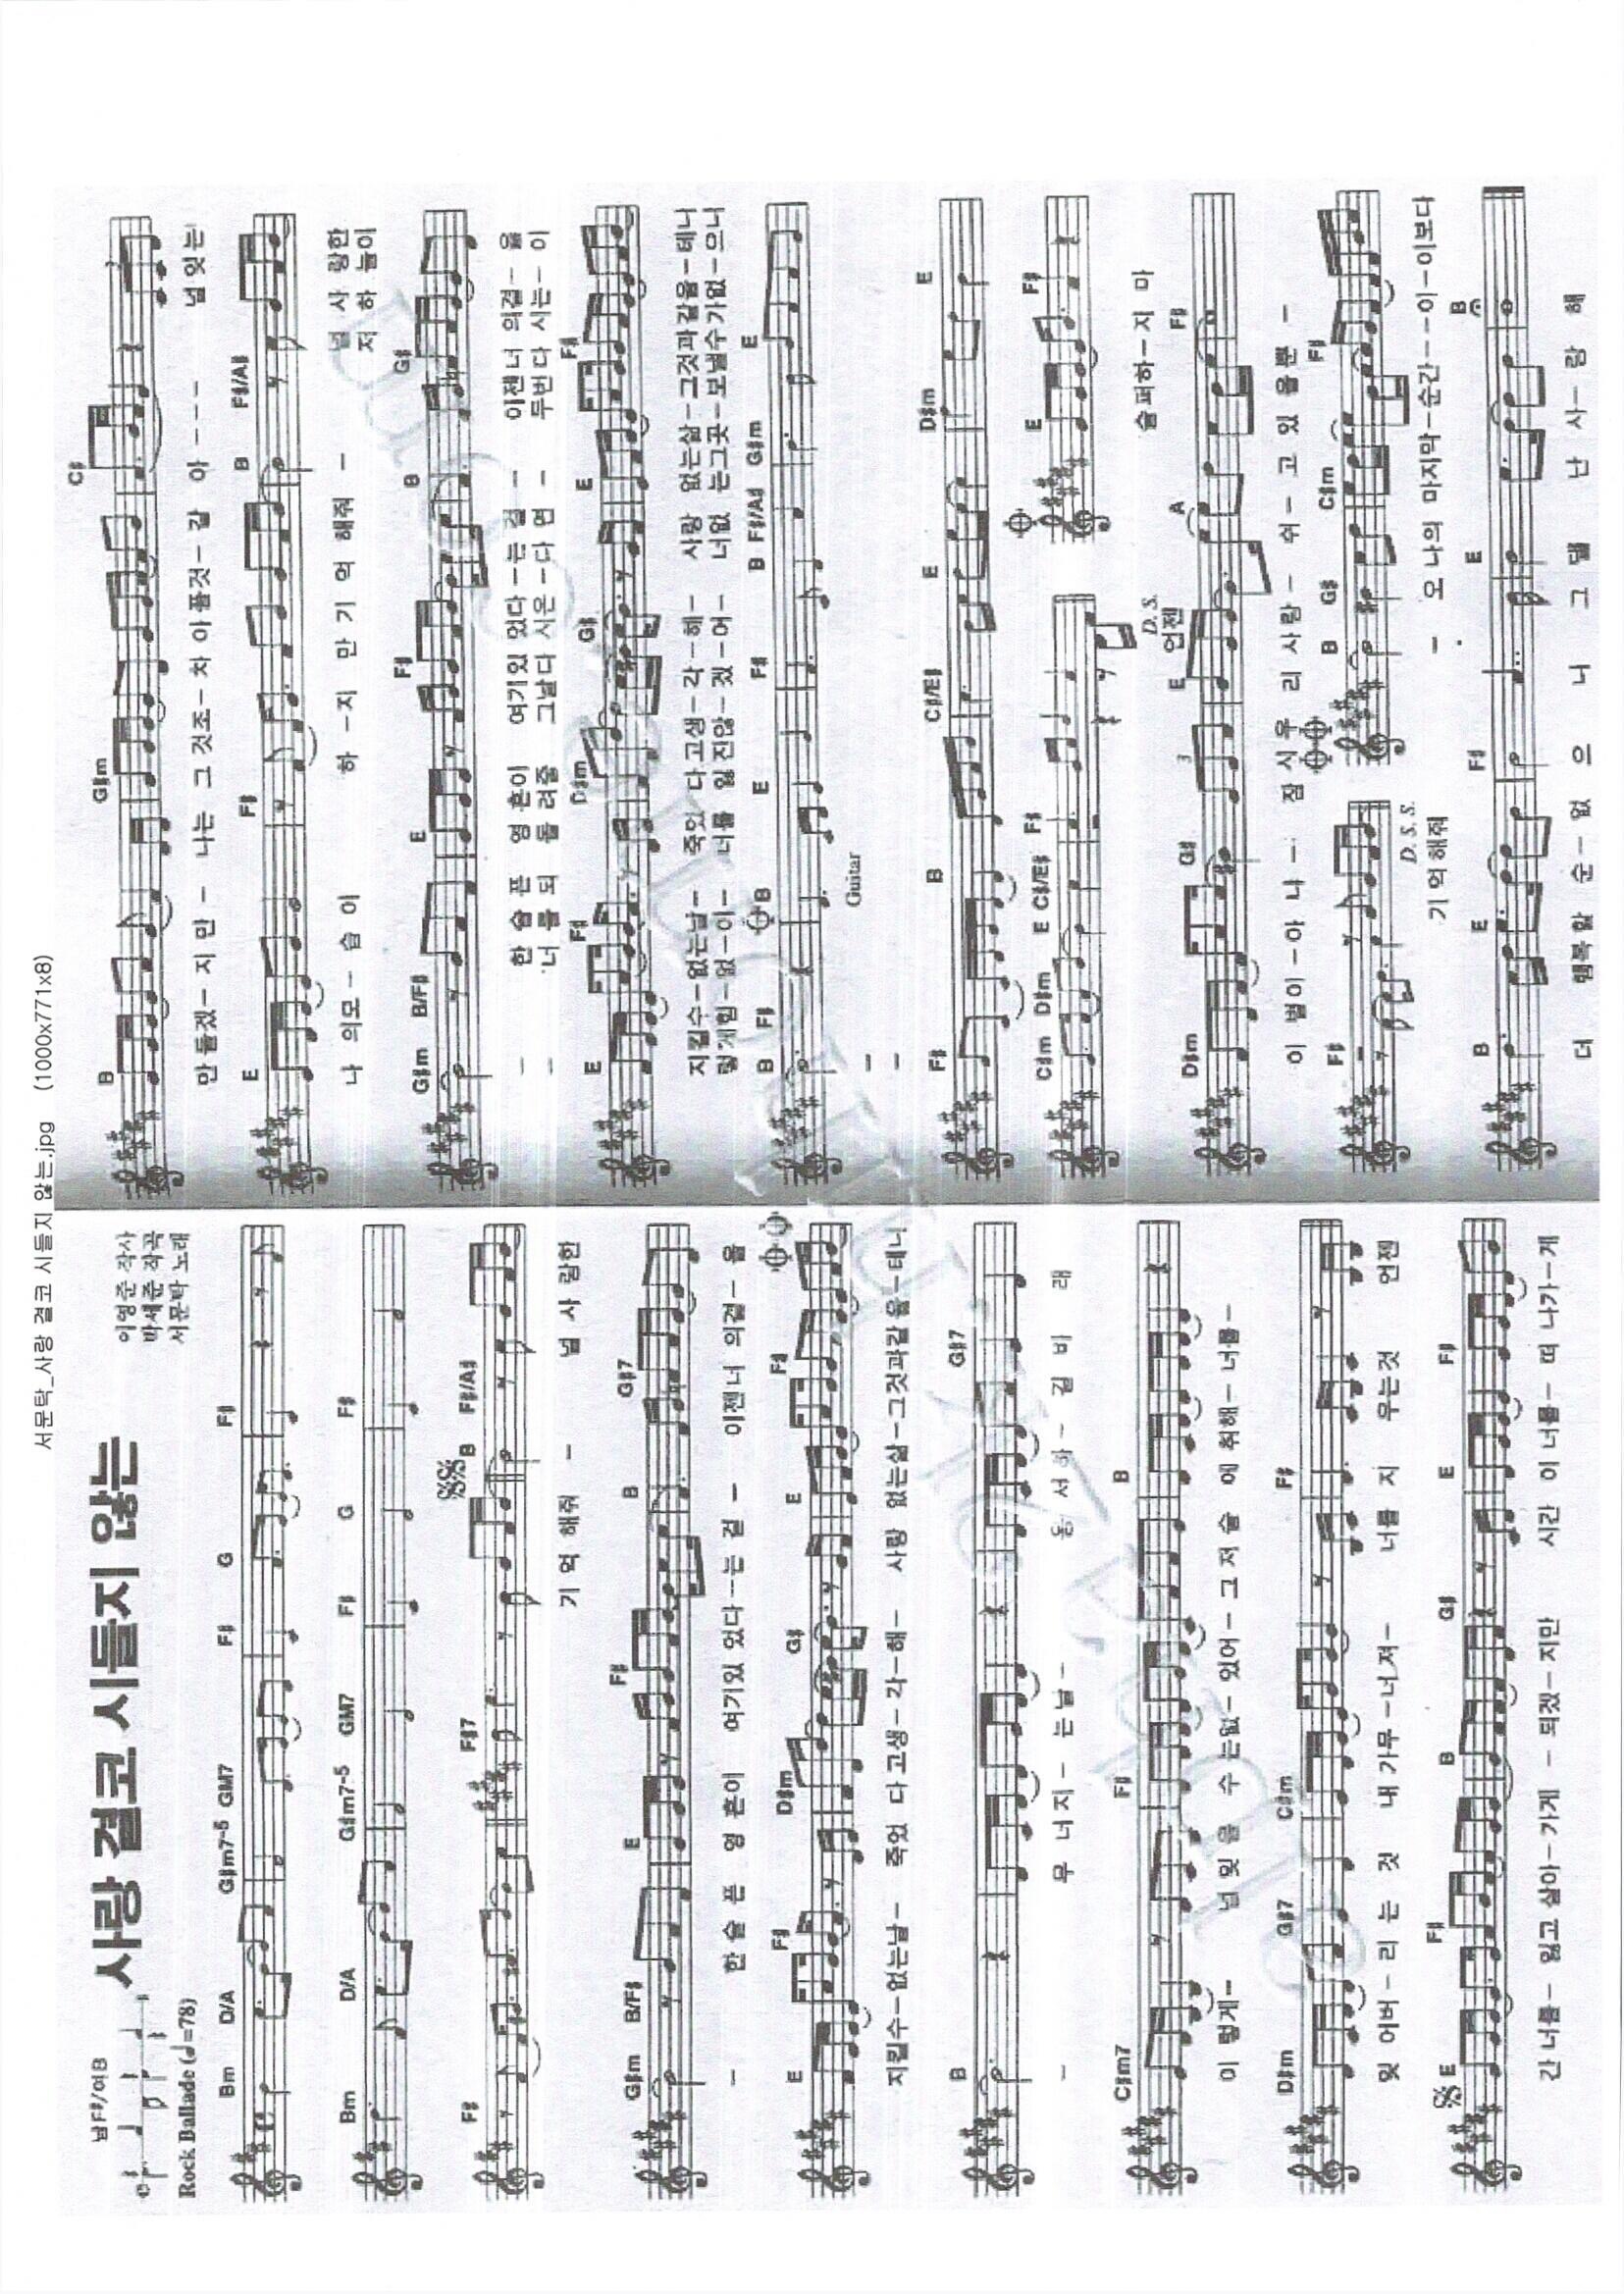 서문탁_사랑 결코 시들지 않는.jpg (1000x771x8)
남F#/여B
사랑 결코 시들지 않는
이영준 작사
박세준 작곡
서문탁 노래
Rock Ballade (♩=78)
Bm D/A G#m7-5 GM7 F# G F#
Bm D/A G#m7-5 GM7 F# G F#
F# F#7 B F#/A#
기 억 해줘 - 널 사 랑한
G#m B/F# E F# B G#7
- 한 슬 픈 영 혼이 여기있 었다-는 걸 - 이젠너 의곁-을
E F# D#m G# E F#
지킬수-없는날- 죽었 다고생-각-해- 사랑 없는삶-그것과같을-테니
B G#7
- 무 너지-는날- 용 서하-길 비 래
C#m7 F# B
이 렇게- 널 잊 을 수 는없-었어-그 저 술 에 취해-너를-
D#m G#7 C#m F#
잊 어버-리 는 것 내 가무-너져- 너를 지 우는것 언젠
E F# B G# E F#
간 너를- 잃고 살아-가게 - 되겠-지만 시간 이 너를-떠 나가-게
B G#m C#
만 들겠-지 만- 나는 그 것조-차 아플것-같 아--- 널잊는
E F# B F#/A#
나 의모-습 이 하-지 만 기 억 해줘 - 널 사 랑한
저 하 늘이
G#m B/F# E F# B G#
- 한 슬 픈 영 혼이 여기있 었다-는 걸 - 이젠너 의곁-을
- 너 를 되 돌 려줄 그날다 시온-다 면 - 두번다 시는-이
E F# D#m G# E F#
지킬수-없는날- 죽었 다고생-각-해- 사랑 없는삶-그것과같을-테니
렇게힘-없-이- 너를 잃 진않-겠-어- 너없 는그곳-보낼수가없-으니
B F# B E F# B F#/A# G#m E
Guitar
-
-
F# B C#/E# E D#m E
C#m D#m E C#/E# F# E F#
D. S.
언젠
슬퍼하-지 마
D#m G# 3 E A F#
이 별이-아 냐- 잠 시 우 리 사랑- 쉬-고 있 을뿐-
F# B G# C#m F#
D. S. S.
기 억 해줘 - 오 나의 마지막-순간--이-이보다
B E F# E B
더 행복할 순-없 으 니 그 댈 난 사-랑 해
alpha2k.hihome.com